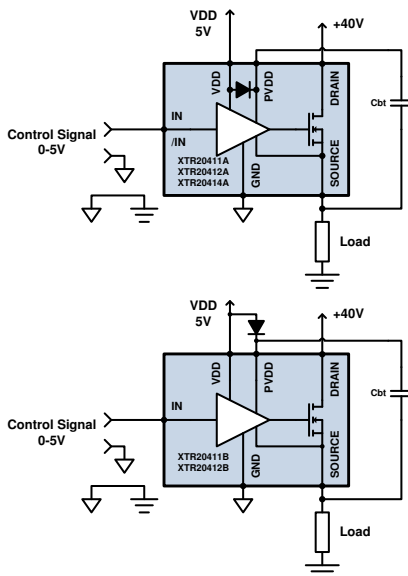 VDD
5V
+40V
VDD
PVDD
DRAIN
Cbt
IN
/IN
Control Signal
0-5V
XTR20411A
XTR20412A
XTR20414A
GND
SOURCE
Load
VDD
5V
+40V
VDD
PVDD
DRAIN
Cbt
IN
Control Signal
0-5V
XTR20411B
XTR20412B
GND
SOURCE
Load